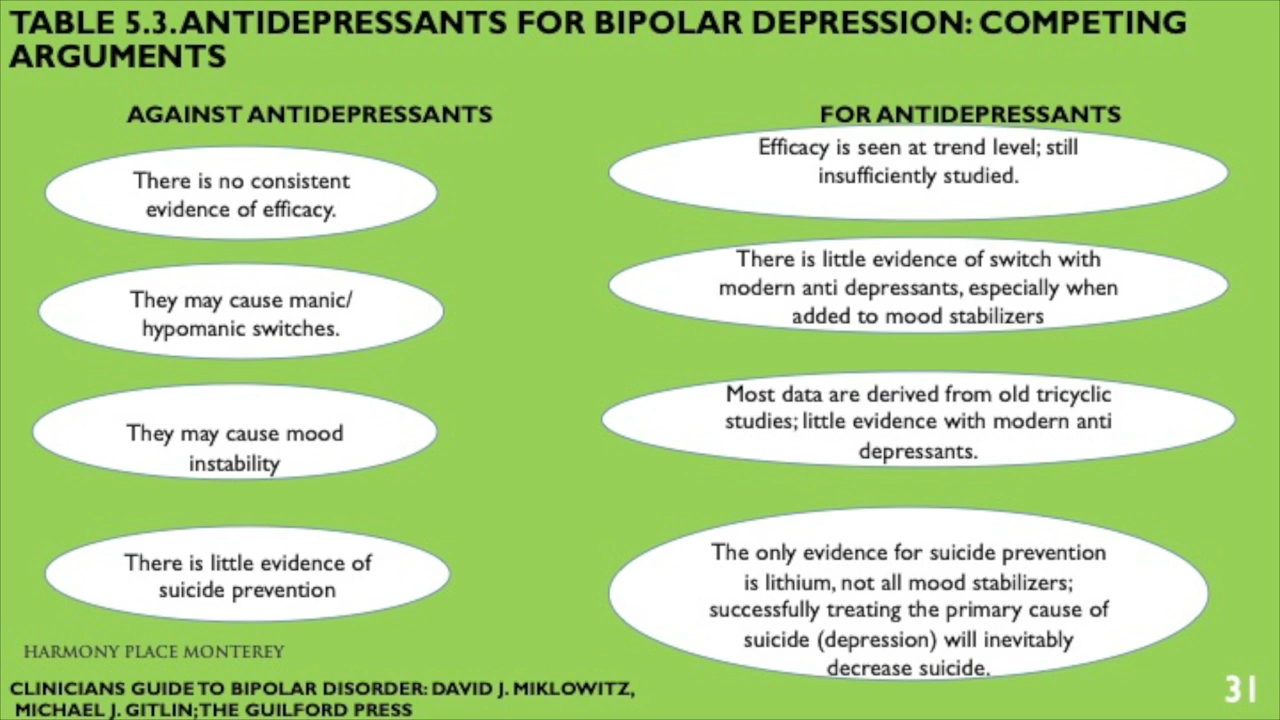 TABLE 5.3. ANTIDEPRESSANTS FOR BIPOLAR DEPRESSION: COMPETING
ARGUMENTS
AGAINST ANTIDEPRESSANTS
There is no consistent
evidence of efficacy.
They may cause manic/
hypomanic switches.
They may cause mood
instability
There is little evidence of
suicide prevention
FOR ANTIDEPRESSANTS
Efficacy is seen at trend level; still
insufficiently studied.
There is little evidence of switch with
modern anti depressants, especially when
added to mood stabilizers
Most data are derived from old tricyclic
studies; little evidence with modern anti
depressants.
The only evidence for suicide prevention
is lithium, not all mood stabilizers;
successfully treating the primary cause of
suicide (depression) will inevitably
decrease suicide.
HARMONY PLACE MONTEREY
CLINICIANS GUIDE TO BIPOLAR DISORDER: DAVID J. MIKLOWITZ,
MICHAEL J. GITLIN; THE GUILFORD PRESS
31